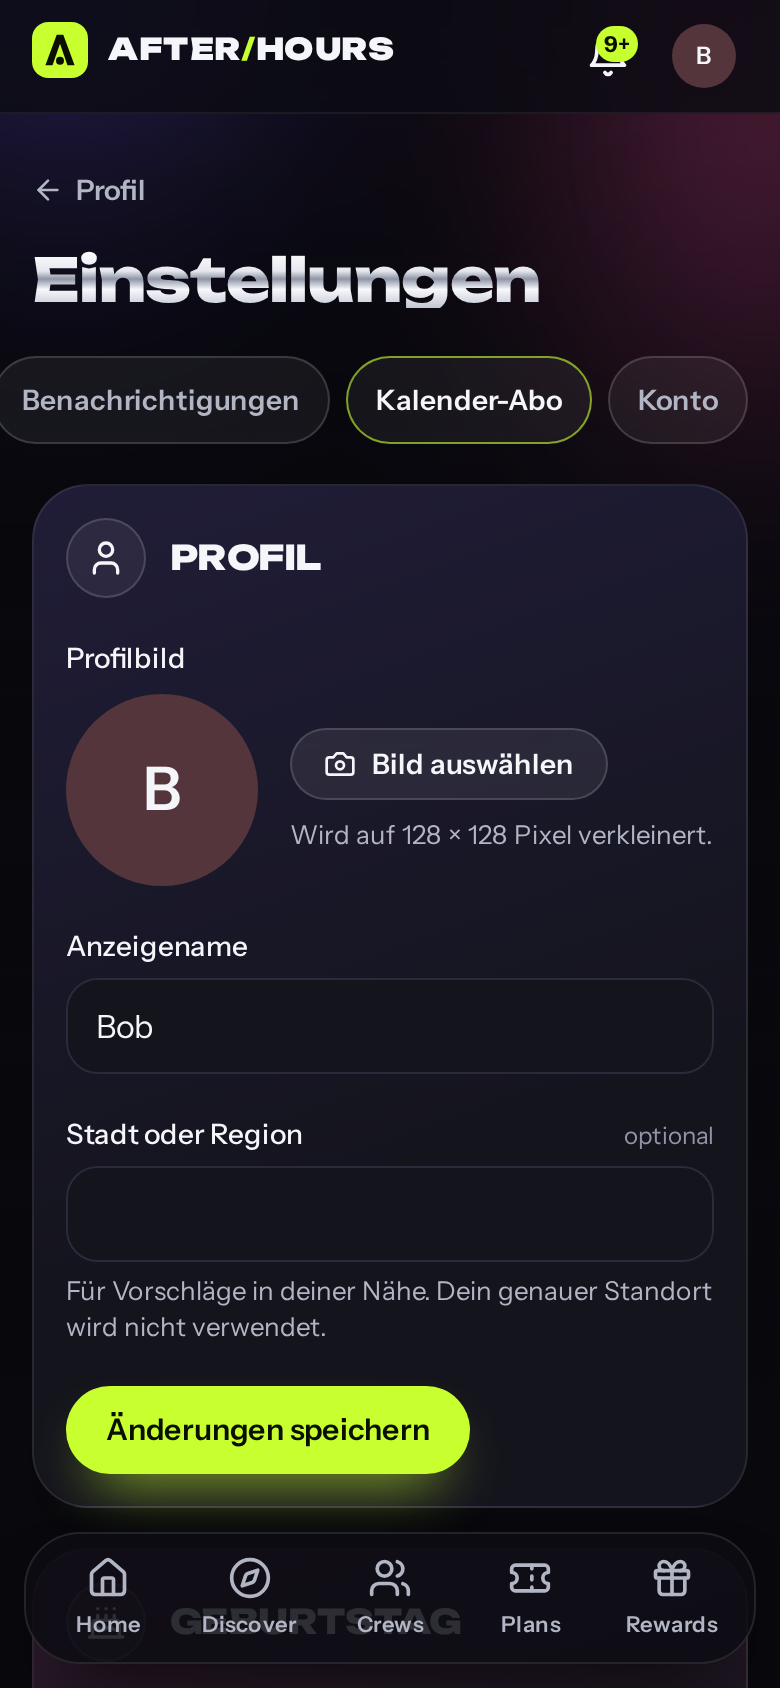 AFTER/HOURS
9+
B
Profil
Einstellungen
Benachrichtigungen
Kalender-Abo
Konto
PROFIL
Profilbild
B
Bild auswählen
Wird auf 128 × 128 Pixel verkleinert.
Anzeigename
Bob
Stadt oder Region
optional
Für Vorschläge in deiner Nähe. Dein genauer Standort
wird nicht verwendet.
Änderungen speichern
GEBURTSTAG
Home
Discover
Crews
Plans
Rewards